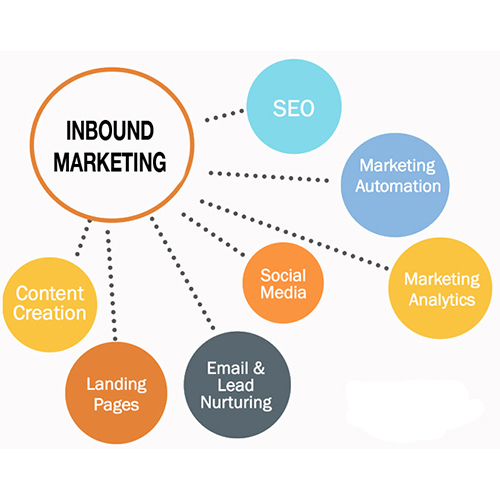 INBOUND
MARKETING
SEO
Marketing
Automation
Marketing
Analytics
Social
Media
Email &
Lead
Nurturing
Landing
Pages
Content
Creation